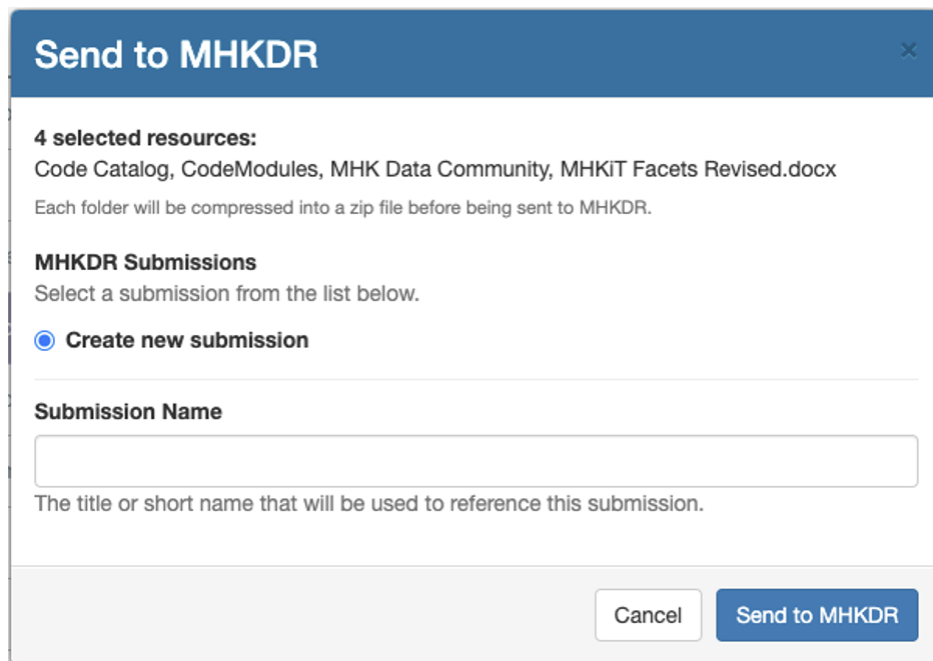 Send to MHKDR
×
4 selected resources:
Code Catalog, CodeModules, MHK Data Community, MHKiT Facets Revised.docx
Each folder will be compressed into a zip file before being sent to MHKDR.
MHKDR Submissions
Select a submission from the list below.
Create new submission
Submission Name
The title or short name that will be used to reference this submission.
Cancel
Send to MHKDR